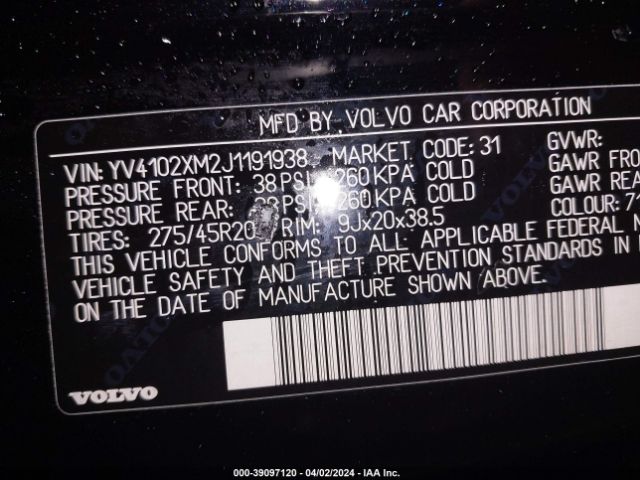 MFD BY VOLVO CAR CORPORATION
VIN: YV4102XM2J1191938 MARKET CODE: 31 GVWR:
PRESSURE FRONT: 38 PSI 260 KPA COLD GAWR FRO
PRESSURE REAR: 38 PSI 260 KPA COLD GAWR REA
TIRES: 275/45R20 RIM: 9Jx20x38.5 COLOUR: 71
THIS VEHICLE CONFORMS TO ALL APPLICABLE FEDERAL M
VEHICLE SAFETY AND THEFT PREVENTION STANDARDS IN
ON THE DATE OF MANUFACTURE SHOWN ABOVE.
VOLVO
000-39097120 - 04/02/2024 - IAA Inc.